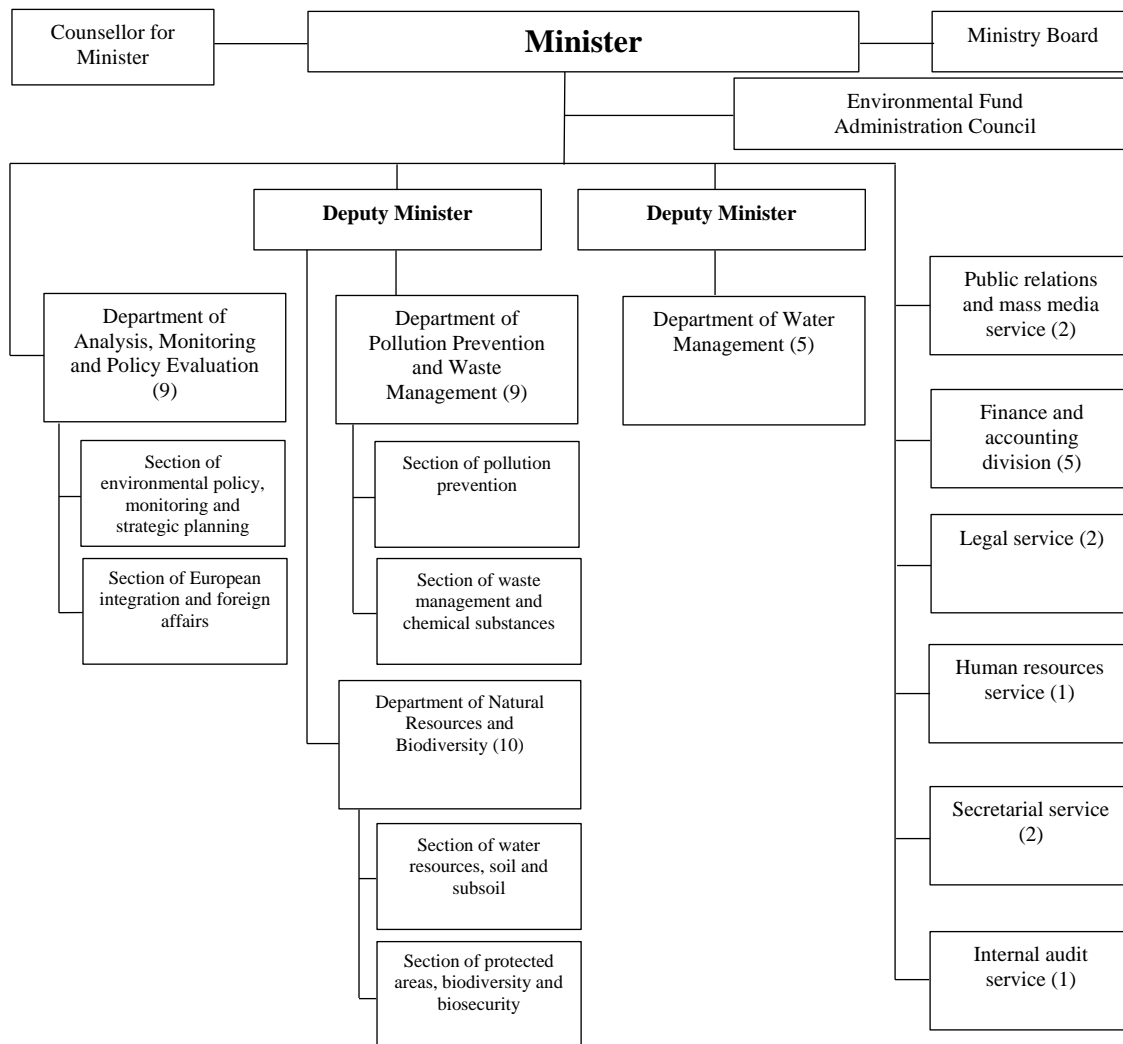 Counsellor for
Minister
Minister
Ministry Board
Environmental Fund
Administration Council
Deputy Minister
Deputy Minister
Department of
Analysis, Monitoring
and Policy Evaluation
(9)
Section of
environmental policy,
monitoring and
strategic planning
Section of European
integration and foreign
affairs
Department of
Pollution Prevention
and Waste
Management (9)
Section of pollution
prevention
Section of waste
management and
chemical substances
Department of Natural
Resources and
Biodiversity (10)
Section of water
resources, soil and
subsoil
Section of protected
areas, biodiversity and
biosecurity
Department of Water
Management (5)
Public relations
and mass media
service (2)
Finance and
accounting
division (5)
Legal service (2)
Human resources
service (1)
Secretarial service
(2)
Internal audit
service (1)